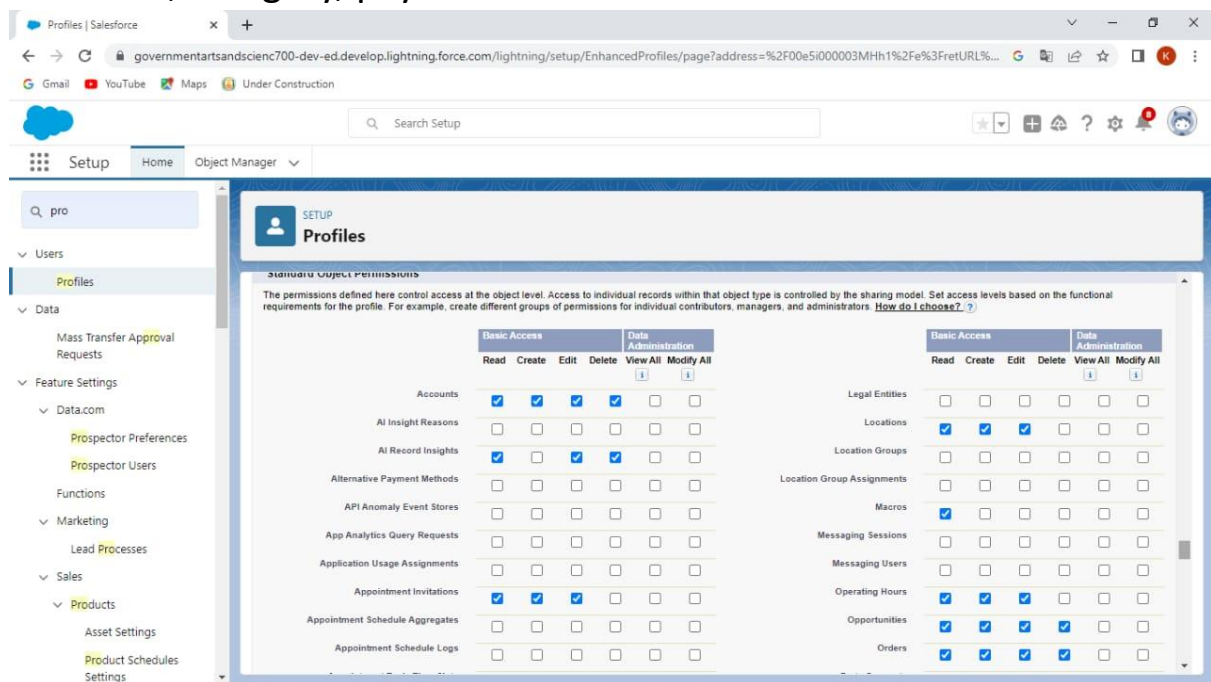 Profiles | Salesforce
governmentartsandscienc700-dev-ed.develop.lightning.force.com/lightning/setup/EnhancedProfiles/page?address=%2F00e5i000003MHh1%2Fe%3FretURL%...
K
Gmail YouTube Maps Under Construction
Search Setup
Setup Home Object Manager
pro
Users
Profiles
Data
Mass Transfer Approval
Requests
Feature Settings
Data.com
Prospector Preferences
Prospector Users
Functions
Marketing
Lead Processes
Sales
Products
Asset Settings
Product Schedules
Settings
SETUP
Profiles
Standard Object Permissions
The permissions defined here control access at the object level. Access to individual records within that object type is controlled by the sharing model. Set access levels based on the functional
requirements for the profile. For example, create different groups of permissions for individual contributors, managers, and administrators. How do I choose? ?
Basic Access Data Administration
Read Create Edit Delete View All Modify All
Accounts
AI Insight Reasons
AI Record Insights
Alternative Payment Methods
API Anomaly Event Stores
App Analytics Query Requests
Application Usage Assignments
Appointment Invitations
Appointment Schedule Aggregates
Appointment Schedule Logs
Basic Access Data Administration
Read Create Edit Delete View All Modify All
Legal Entities
Locations
Location Groups
Location Group Assignments
Macros
Messaging Sessions
Messaging Users
Operating Hours
Opportunities
Orders